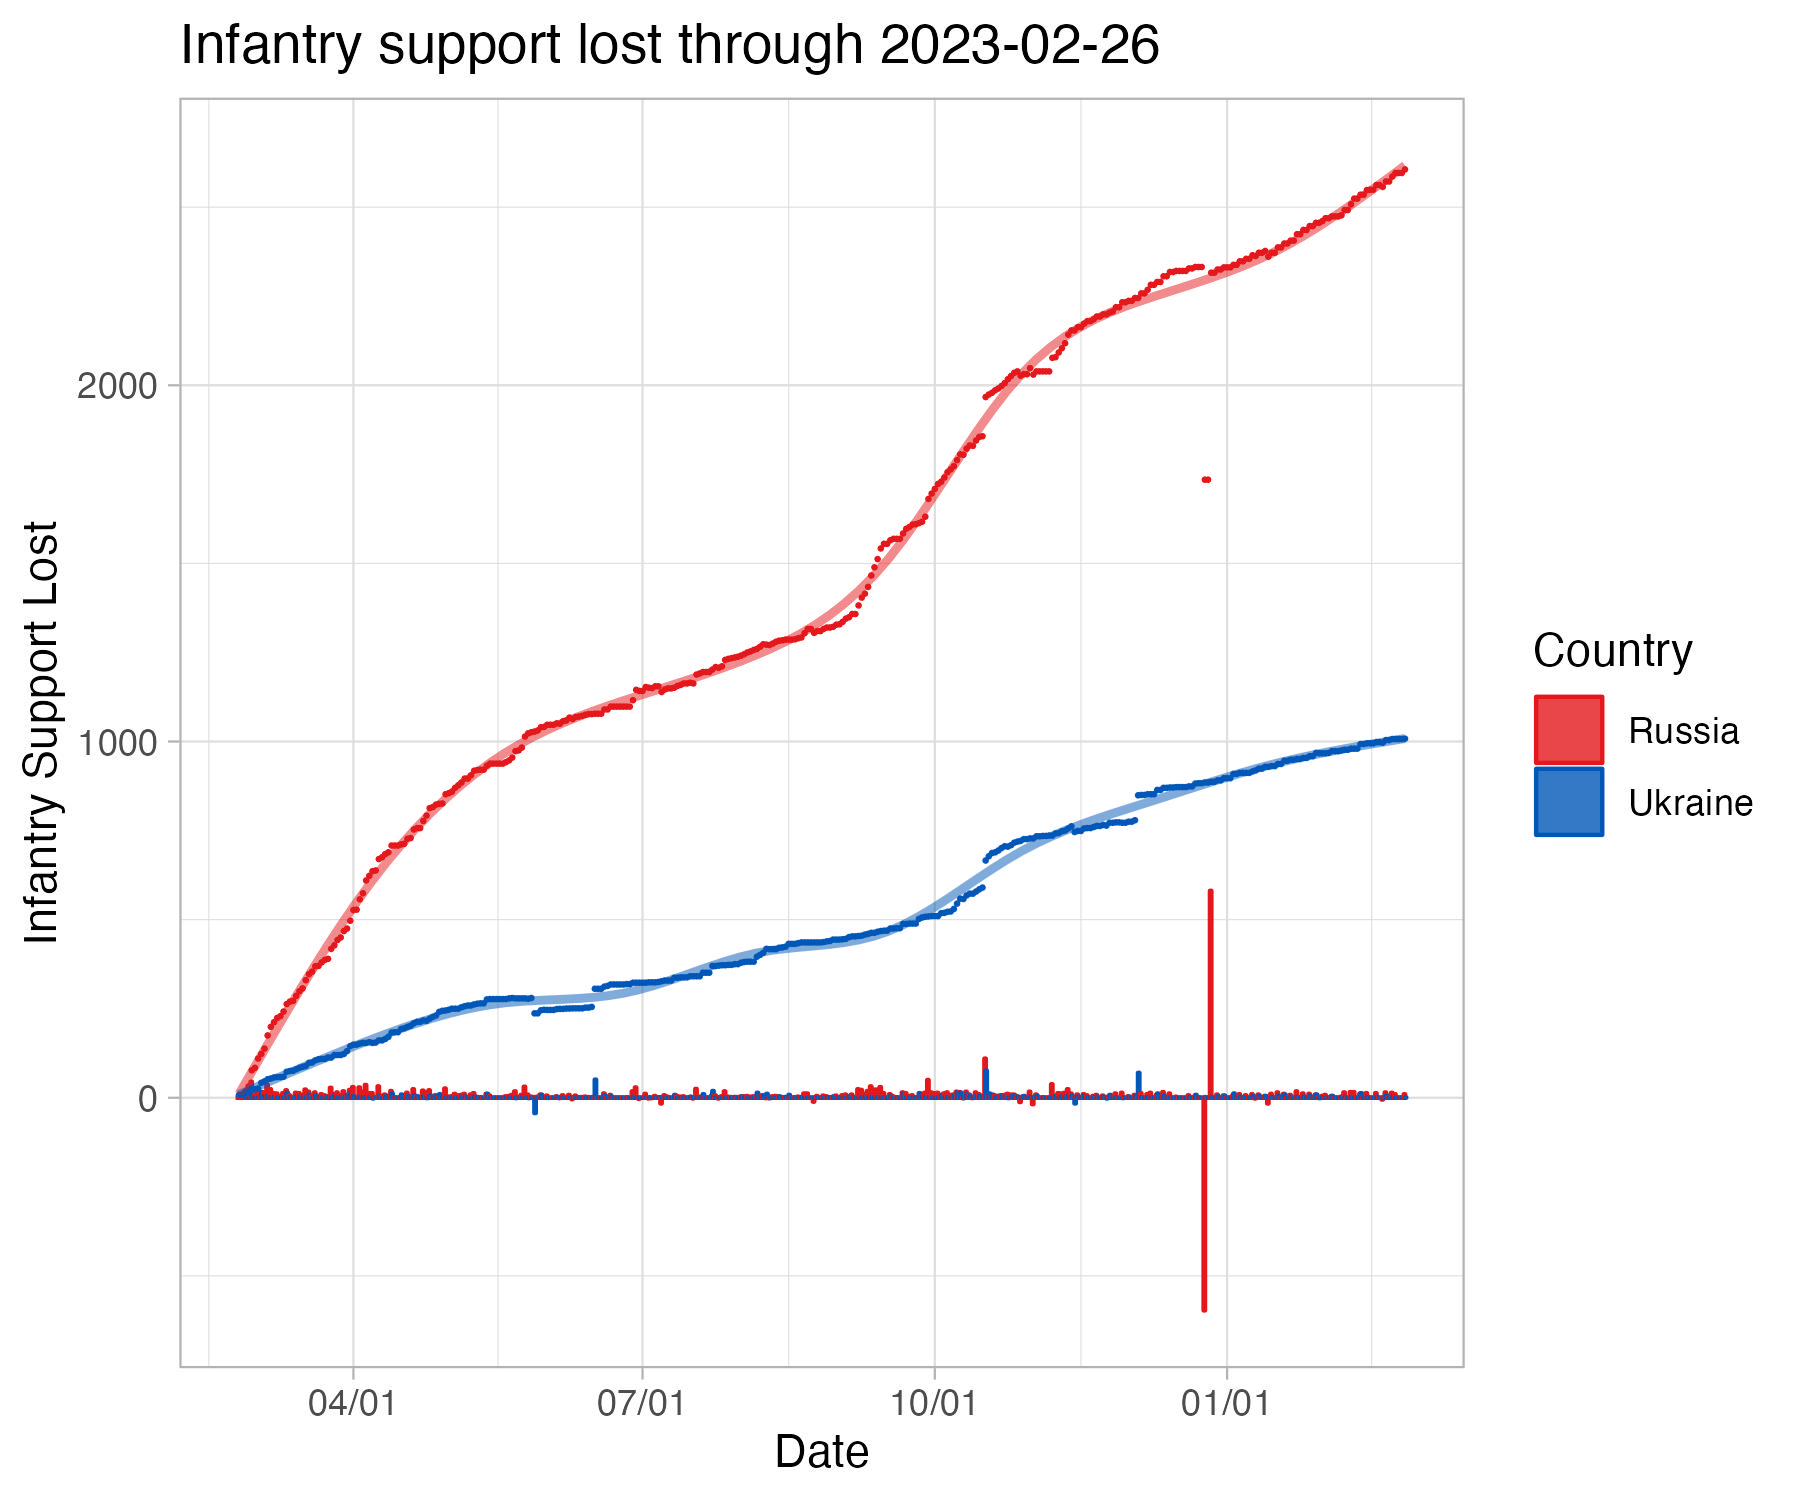 Infantry support lost through 2023-02-26
Infantry Support Lost
2000
1000
0
04/01
07/01
10/01
01/01
Date
Country
Russia
Ukraine